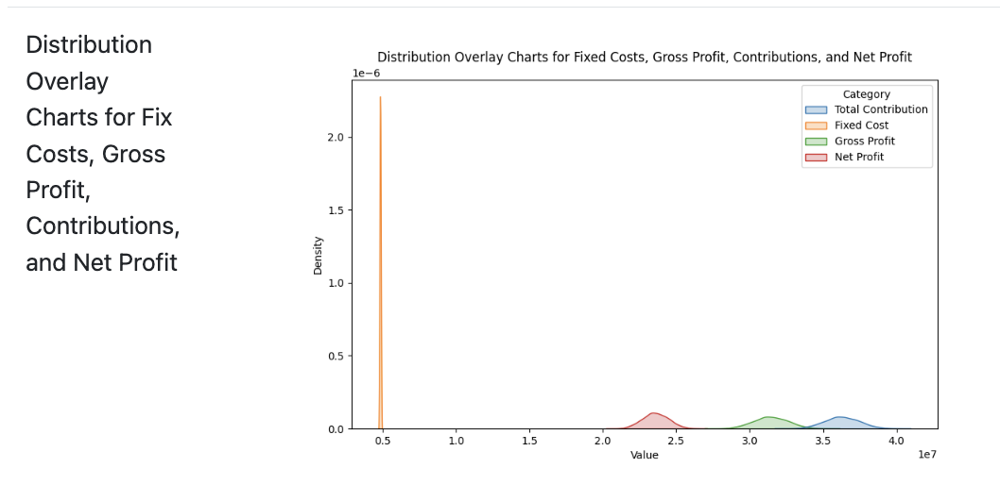 Distribution
Overlay
Charts for Fix
Costs, Gross
Profit,
Contributions,
and Net Profit
Distribution Overlay Charts for Fixed Costs, Gross Profit, Contributions, and Net Profit
1e−6
Category
Total Contribution
Fixed Cost
Gross Profit
Net Profit
2.0
1.5
1.0
0.5
0.0
Density
0.5 1.0 1.5 2.0 2.5 3.0 3.5 4.0
1e7
Value